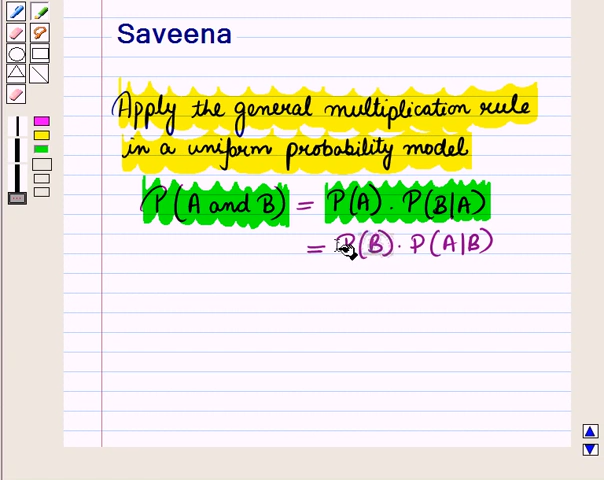 Saveena
Apply the general multiplication rule
in a uniform probability model
P(A and B) = P(A) · P(B|A)
= P(B) · P(A|B)